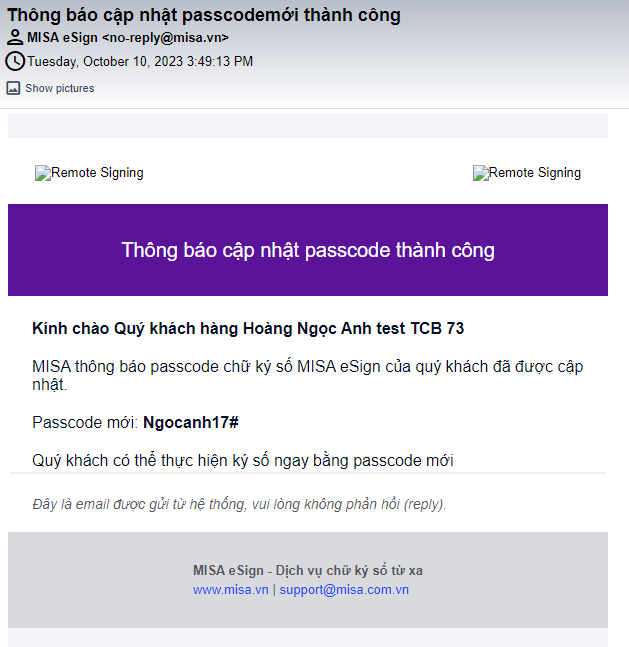 Thông báo cập nhật passcodemới thành công
MISA eSign <no-reply@misa.vn>
Tuesday, October 10, 2023 3:49:13 PM
Show pictures
Remote Signing Remote Signing
Thông báo cập nhật passcode thành công
Kính chào Quý khách hàng Hoàng Ngọc Anh test TCB 73
MISA thông báo passcode chữ ký số MISA eSign của quý khách đã được cập
nhật.
Passcode mới: Ngocanh17#
Quý khách có thể thực hiện ký số ngay bằng passcode mới
Đây là email được gửi từ hệ thống, vui lòng không phản hồi (reply).
MISA eSign - Dịch vụ chữ ký số từ xa
www.misa.vn | support@misa.com.vn